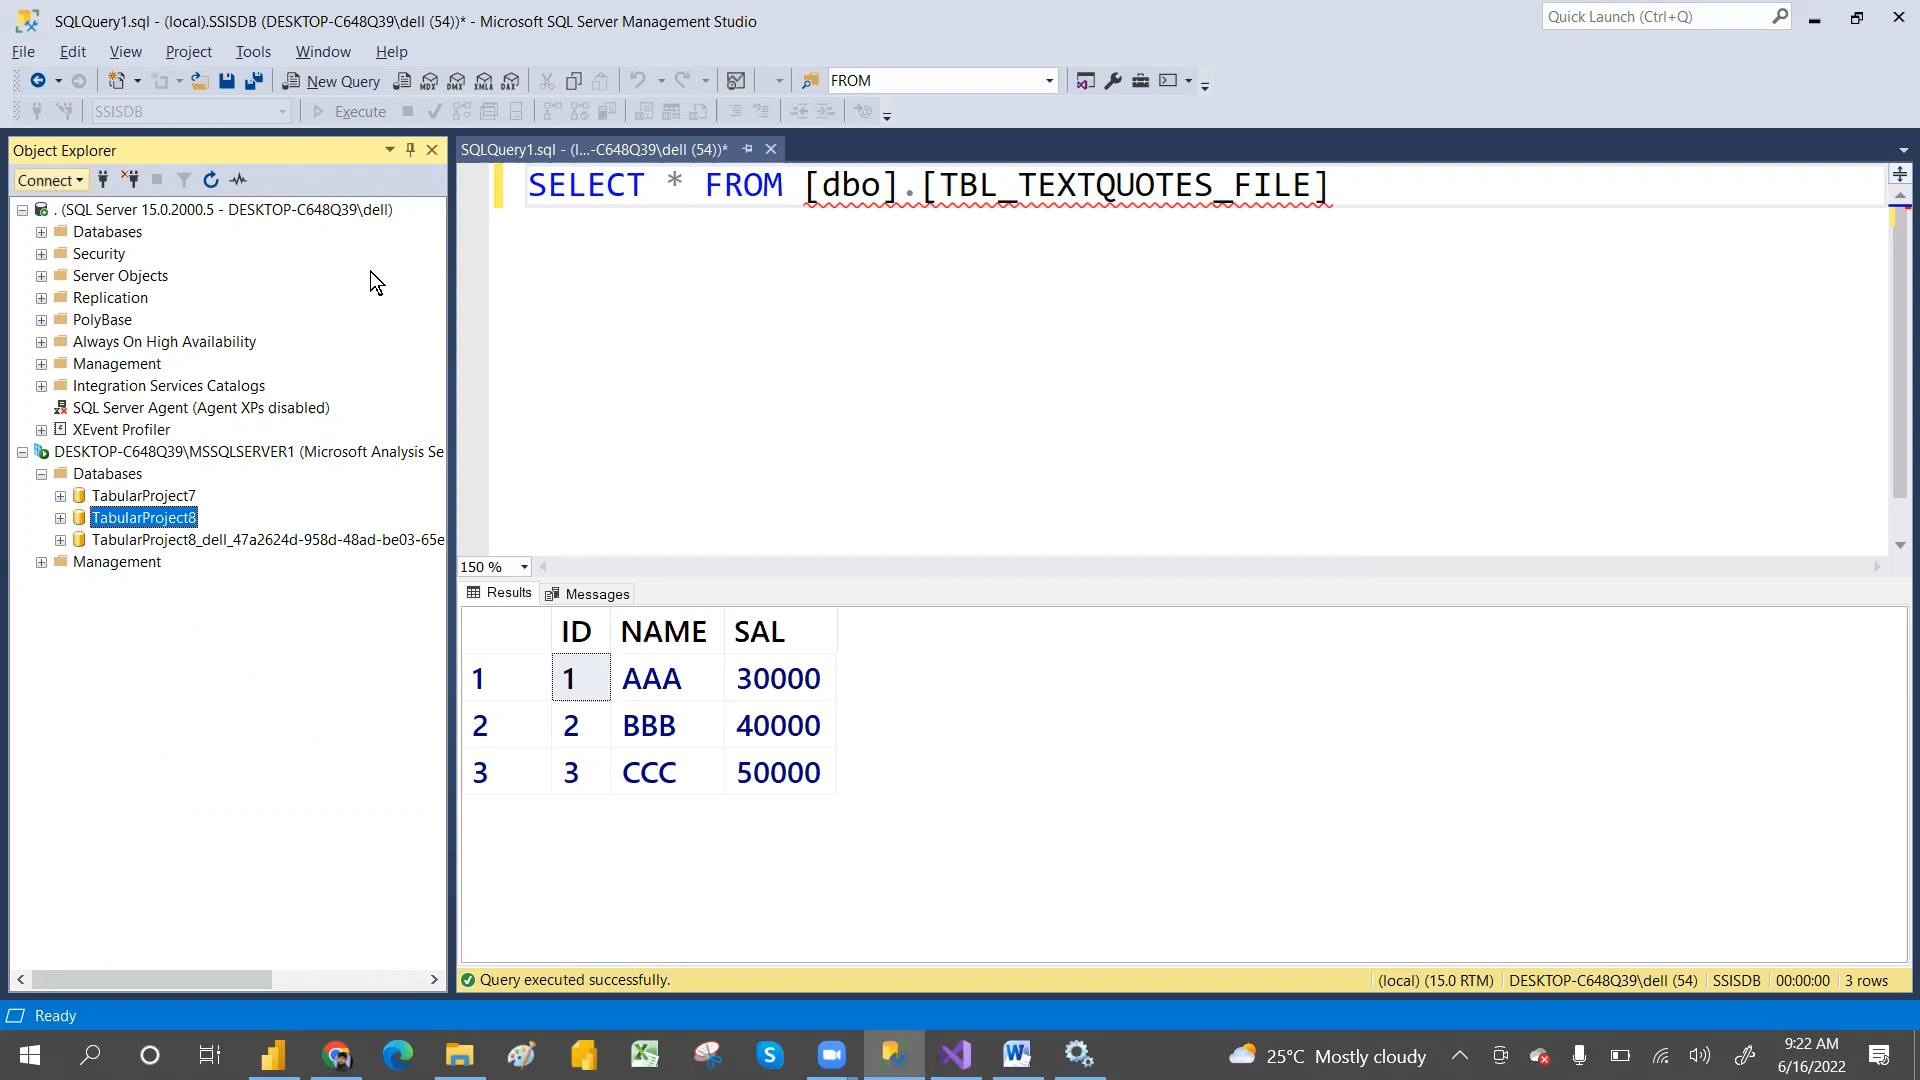 SQLQuery1.sql - (local).SSISDB (DESKTOP-C648Q39\dell (54))* - Microsoft SQL Server Management Studio
Quick Launch (Ctrl+Q)
File Edit View Project Tools Window Help
New Query MDX DMX XMLA DAX FROM
SSISDB Execute
Object Explorer
SQLQuery1.sql - (l...-C648Q39\dell (54))*
Connect
SELECT * FROM [dbo].[TBL_TEXTQUOTES_FILE]
. (SQL Server 15.0.2000.5 - DESKTOP-C648Q39\dell)
Databases
Security
Server Objects
Replication
PolyBase
Always On High Availability
Management
Integration Services Catalogs
SQL Server Agent (Agent XPs disabled)
XEvent Profiler
DESKTOP-C648Q39\MSSQLSERVER1 (Microsoft Analysis Se
Databases
TabularProject7
TabularProject8
TabularProject8_dell_47a2624d-958d-48ad-be03-65e
Management
150 %
Results Messages
ID NAME SAL
1 1 AAA 30000
2 2 BBB 40000
3 3 CCC 50000
Query executed successfully.
(local) (15.0 RTM) DESKTOP-C648Q39\dell (54) SSISDB 00:00:00 3 rows
Ready
25°C Mostly cloudy
9:22 AM
6/16/2022